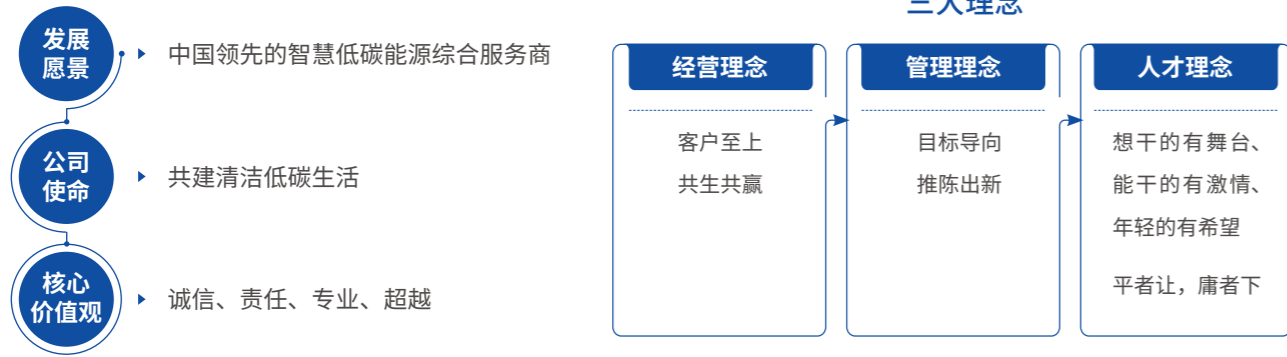 发展
愿景
中国领先的智慧低碳能源综合服务商
公司
使命
共建清洁低碳生活
核心
价值观
诚信、责任、专业、超越
三大理念
经营理念
客户至上
共生共赢
管理理念
目标导向
推陈出新
人才理念
想干的有舞台、
能干的有激情、
年轻的有希望
平者让，庸者下